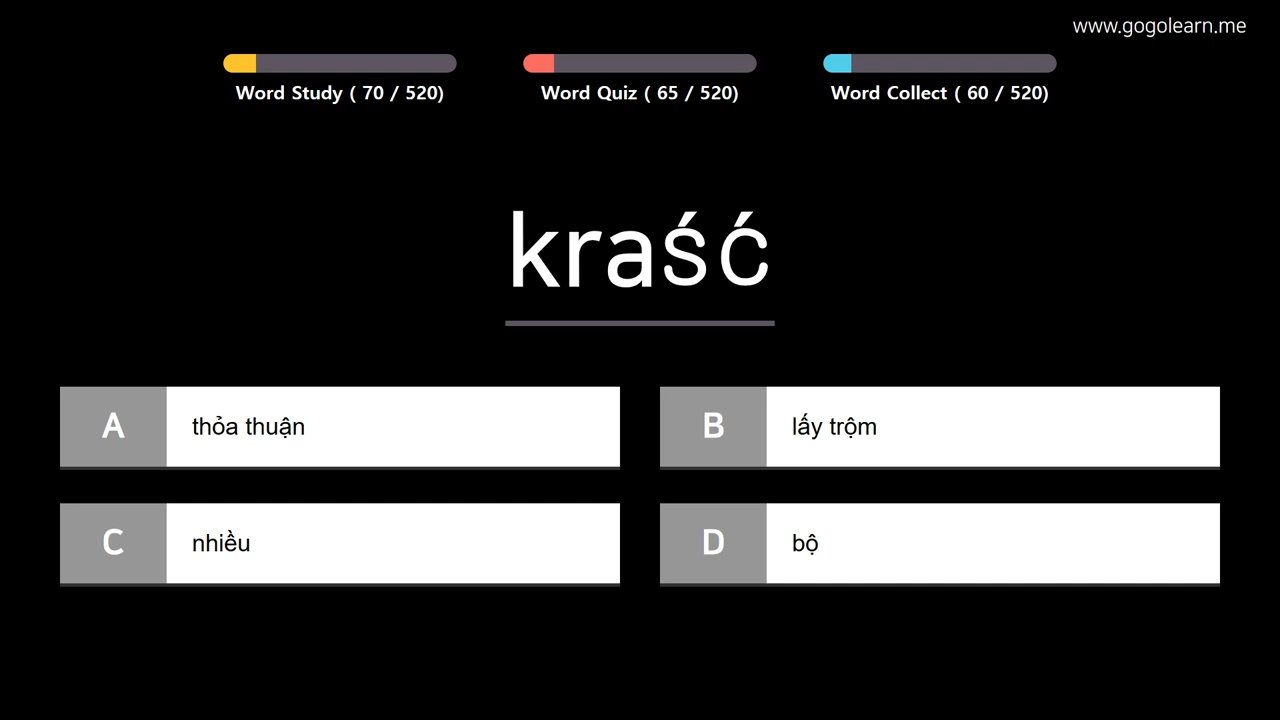 www.gogolearn.me
Word Study ( 70 / 520)
Word Quiz ( 65 / 520)
Word Collect ( 60 / 520)
kraść
A thỏa thuận
B lấy trộm
C nhiều
D bộ